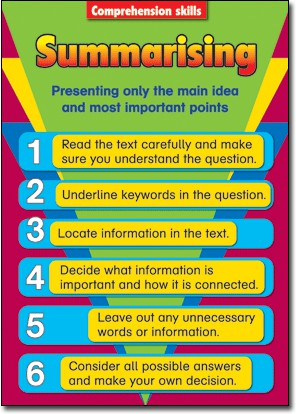 Comprehension skills
Summarising
Presenting only the main idea
and most important points
1 Read the text carefully and make
sure you understand the question.
2 Underline keywords in the question.
3 Locate information in the text.
4 Decide what information is
important and how it is connected.
5 Leave out any unnecessary
words or information.
6 Consider all possible answers
and make your own decision.